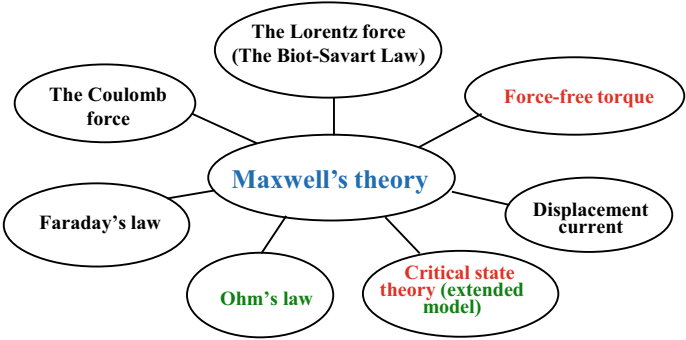 The Lorentz force
(The Biot-Savart Law)
The Coulomb
force
Force-free torque
Maxwell's theory
Faraday's law
Displacement
current
Ohm's law
Critical state
theory (extended
model)